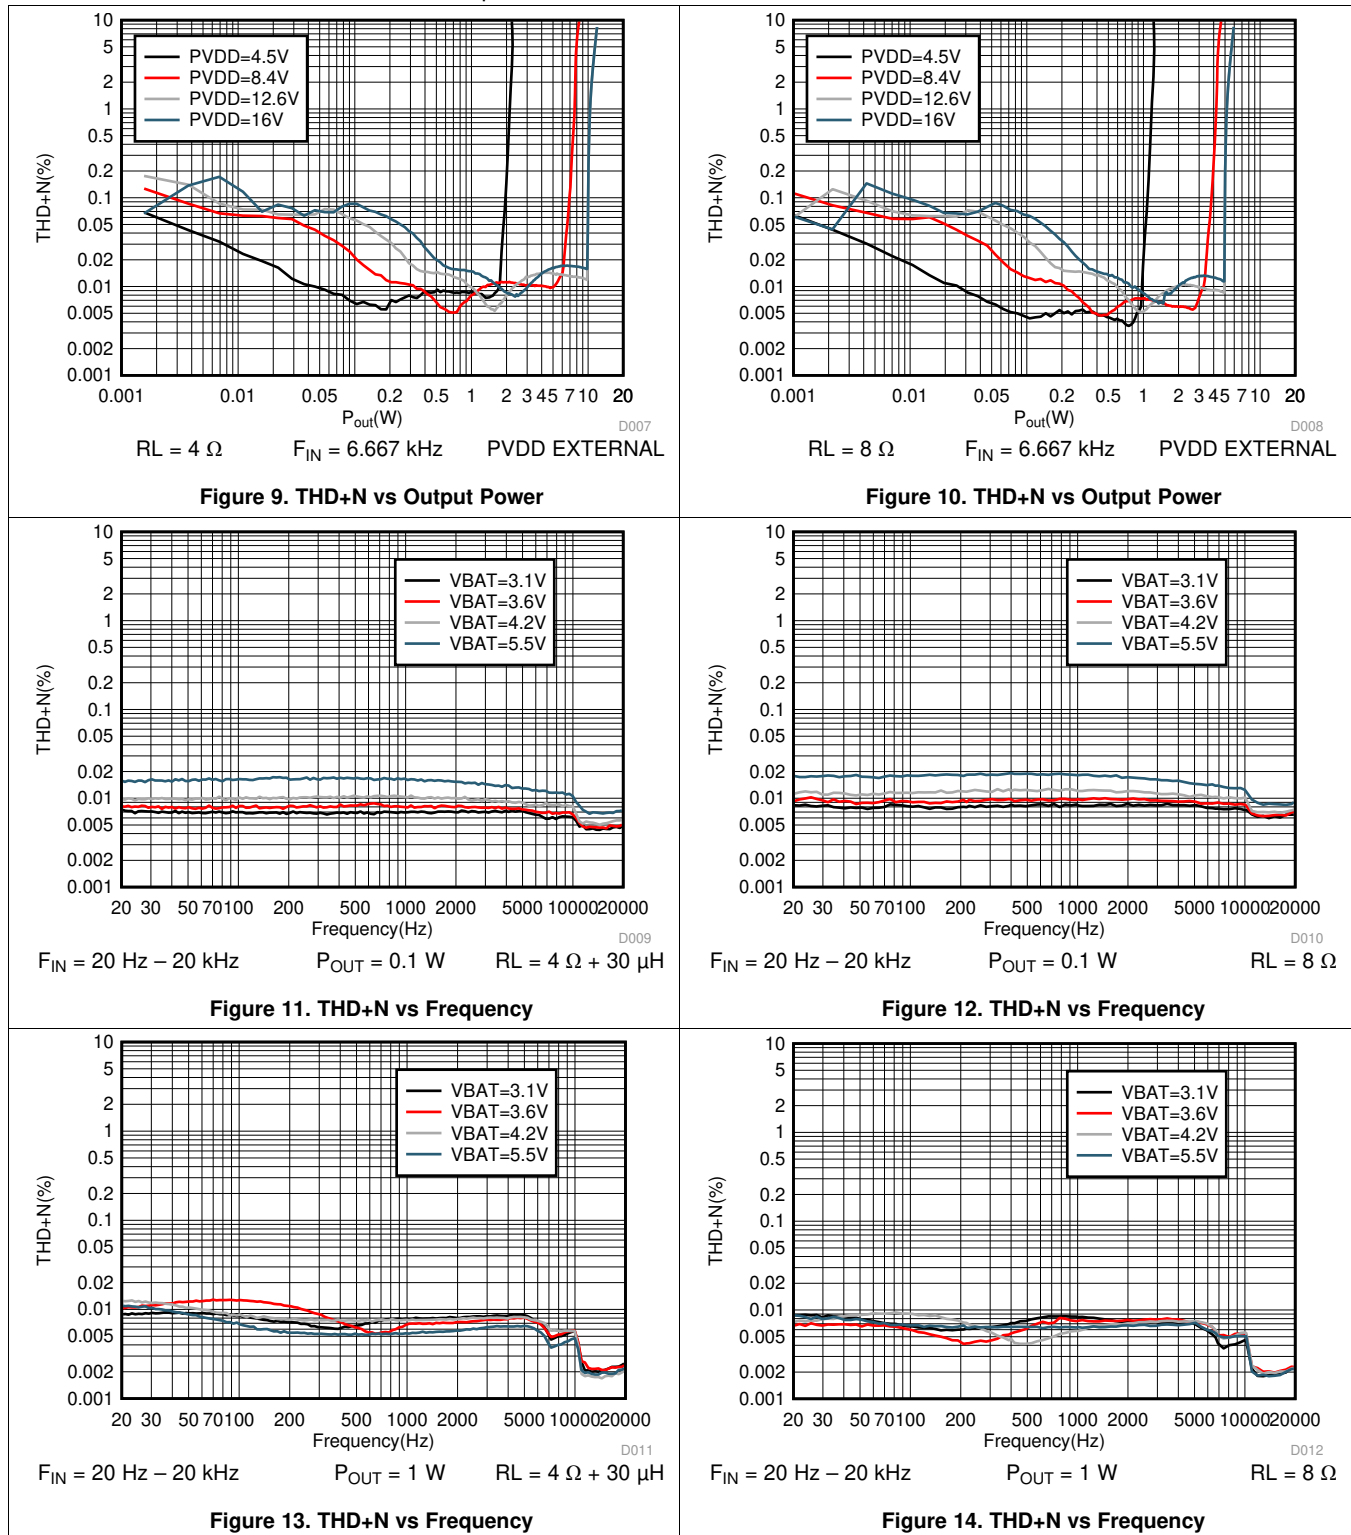 10
5
2
1
0.5
0.2
0.1
0.05
0.02
0.01
0.005
0.002
0.001
THD+N(%)
PVDD=4.5V
PVDD=8.4V
PVDD=12.6V
PVDD=16V
0.001 0.01 0.05 0.2 0.5 1 2 3 4 5 7 10 20
Pout(W)
D007
RL = 4 Ω FIN = 6.667 kHz PVDD EXTERNAL
Figure 9. THD+N vs Output Power
10
5
2
1
0.5
0.2
0.1
0.05
0.02
0.01
0.005
0.002
0.001
THD+N(%)
PVDD=4.5V
PVDD=8.4V
PVDD=12.6V
PVDD=16V
0.001 0.01 0.05 0.2 0.5 1 2 3 4 5 7 10 20
Pout(W)
D008
RL = 8 Ω FIN = 6.667 kHz PVDD EXTERNAL
Figure 10. THD+N vs Output Power
10
5
2
1
0.5
0.2
0.1
0.05
0.02
0.01
0.005
0.002
0.001
THD+N(%)
VBAT=3.1V
VBAT=3.6V
VBAT=4.2V
VBAT=5.5V
20 30 50 70 100 200 500 1000 2000 5000 10000 20000
Frequency(Hz)
D009
FIN = 20 Hz – 20 kHz POUT = 0.1 W RL = 4 Ω + 30 µH
Figure 11. THD+N vs Frequency
10
5
2
1
0.5
0.2
0.1
0.05
0.02
0.01
0.005
0.002
0.001
THD+N(%)
VBAT=3.1V
VBAT=3.6V
VBAT=4.2V
VBAT=5.5V
20 30 50 70 100 200 500 1000 2000 5000 10000 20000
Frequency(Hz)
D010
FIN = 20 Hz – 20 kHz POUT = 0.1 W RL = 8 Ω
Figure 12. THD+N vs Frequency
10
5
2
1
0.5
0.2
0.1
0.05
0.02
0.01
0.005
0.002
0.001
THD+N(%)
VBAT=3.1V
VBAT=3.6V
VBAT=4.2V
VBAT=5.5V
20 30 50 70 100 200 500 1000 2000 5000 10000 20000
Frequency(Hz)
D011
FIN = 20 Hz – 20 kHz POUT = 1 W RL = 4 Ω + 30 µH
Figure 13. THD+N vs Frequency
10
5
2
1
0.5
0.2
0.1
0.05
0.02
0.01
0.005
0.002
0.001
THD+N(%)
VBAT=3.1V
VBAT=3.6V
VBAT=4.2V
VBAT=5.5V
20 30 50 70 100 200 500 1000 2000 5000 10000 20000
Frequency(Hz)
D012
FIN = 20 Hz – 20 kHz POUT = 1 W RL = 8 Ω
Figure 14. THD+N vs Frequency